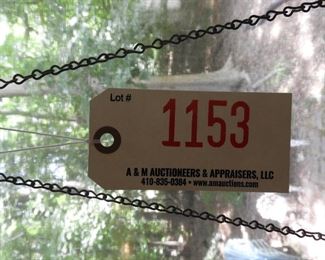 Lot #
1153
A & M AUCTIONEERS & APPRAISERS, LLC
410-835-0384 • www.amauctions.com